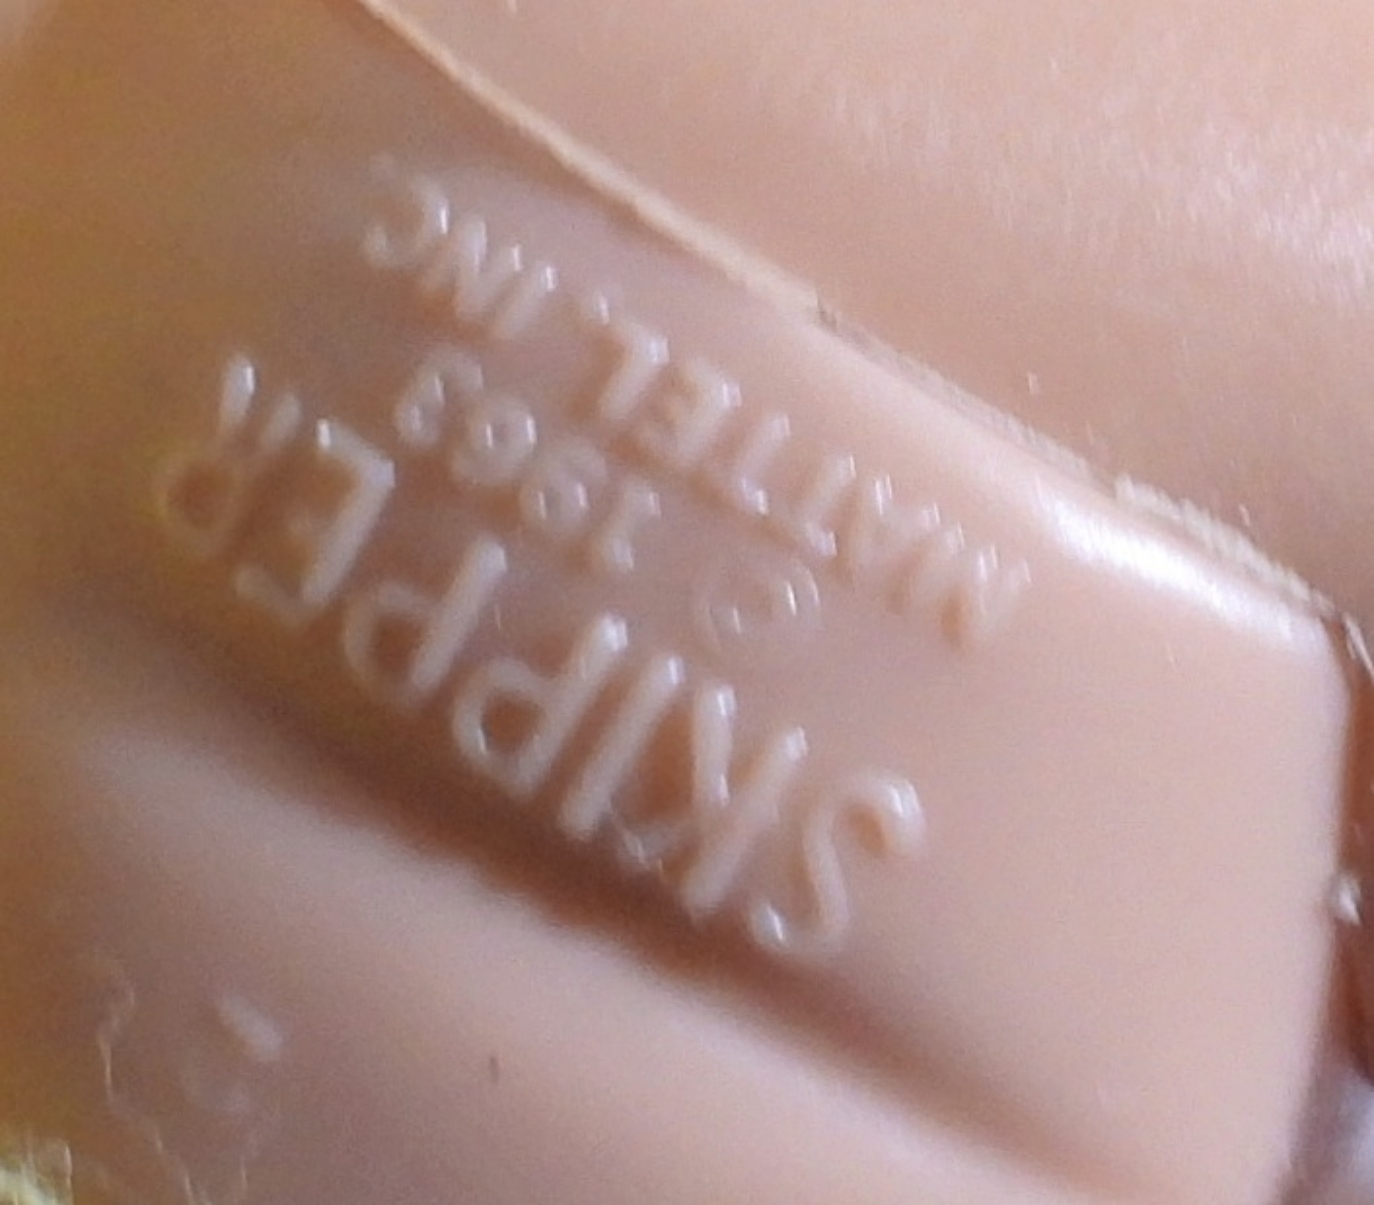 SKIPPER
© 1963
MATTEL, INC